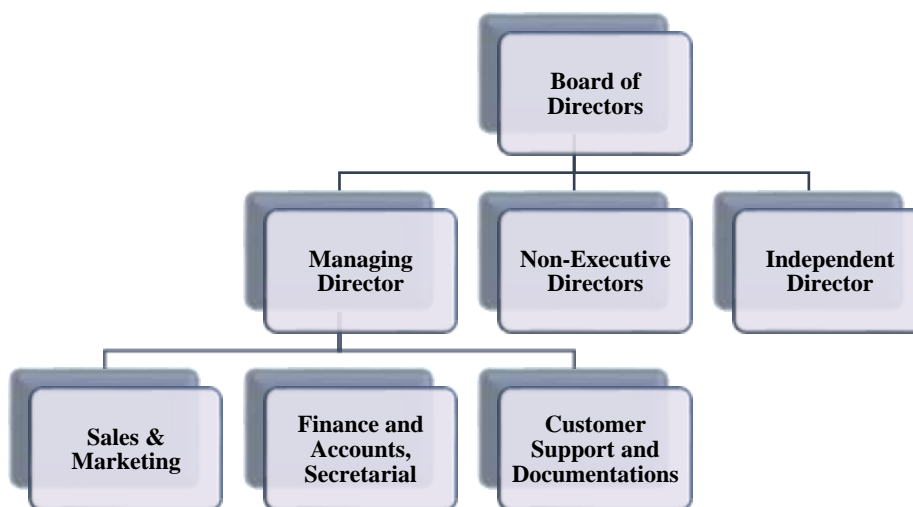 Board of
Directors
Managing
Director
Non-Executive
Directors
Independent
Director
Sales &
Marketing
Finance and
Accounts,
Secretarial
Customer
Support and
Documentations